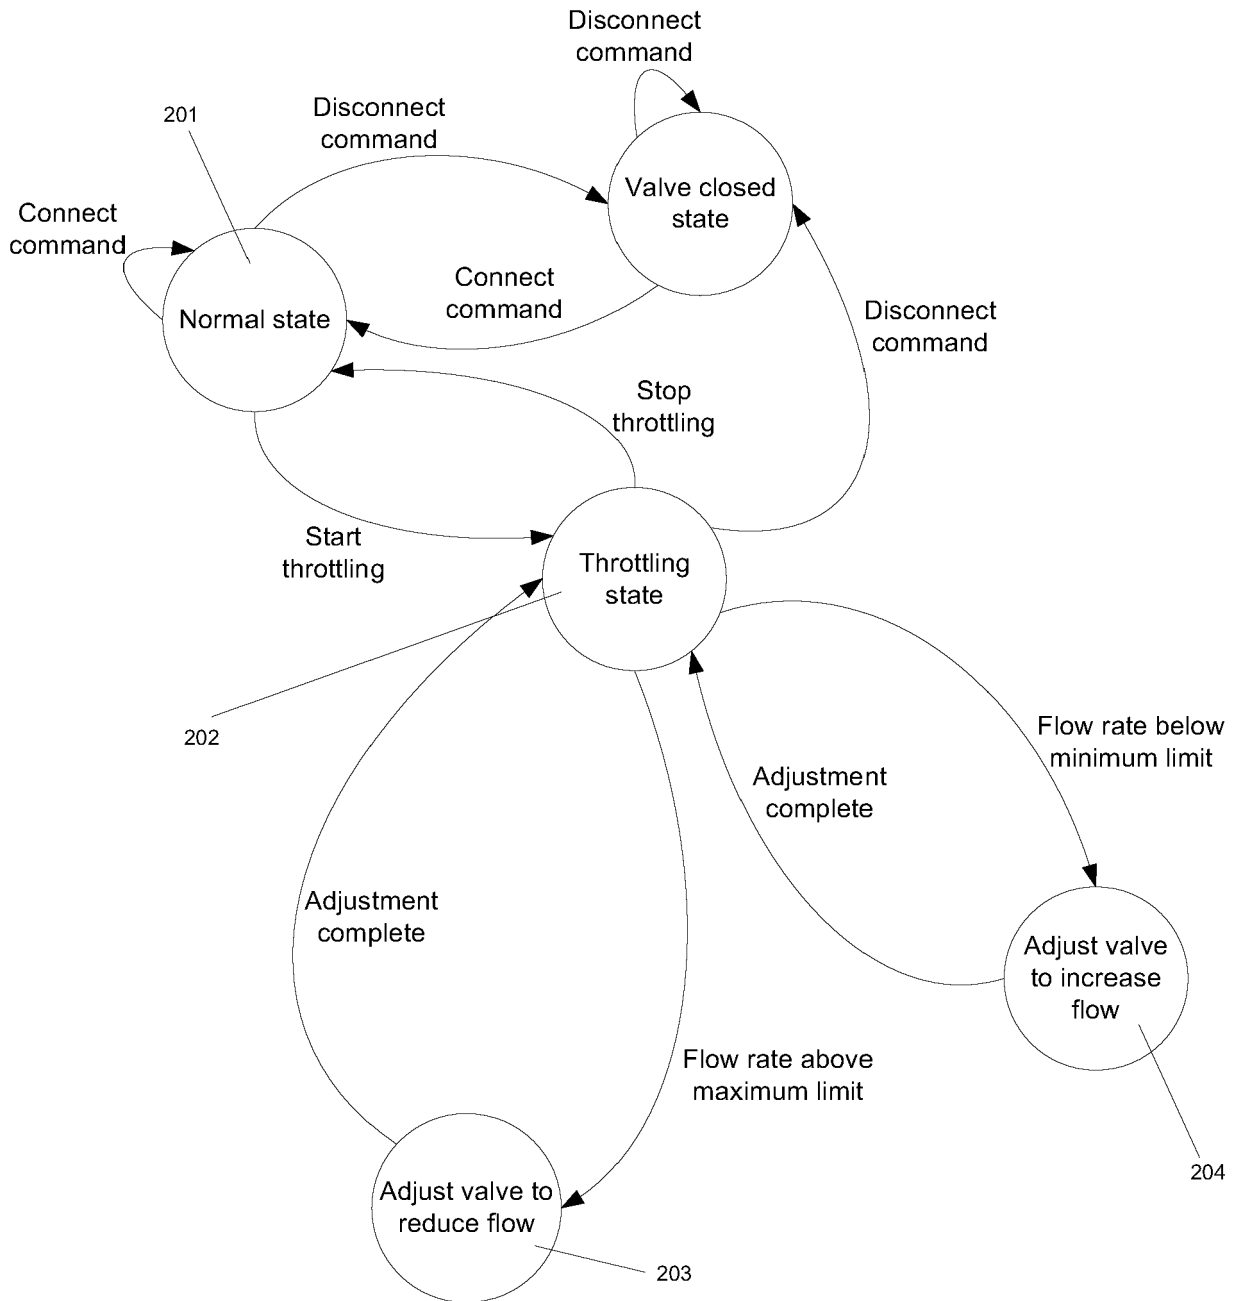 Disconnect
command
201
Disconnect
command
Valve closed
state
Connect
command
Connect
command
Disconnect
command
Normal state
Stop
throttling
Start
throttling
Throttling
state
202
Flow rate below
minimum limit
Adjustment
complete
Adjustment
complete
Adjust valve
to increase
flow
Flow rate above
maximum limit
204
Adjust valve to
reduce flow
203